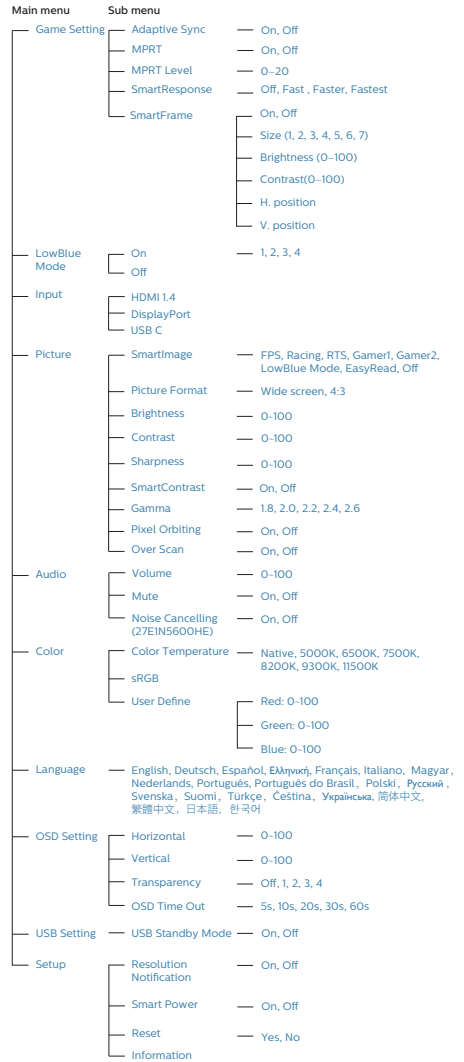 Main menu Sub menu
Game Setting Adaptive Sync On, Off
MPRT On, Off
MPRT Level 0–20
SmartResponse Off, Fast , Faster, Fastest
SmartFrame On, Off
Size (1, 2, 3, 4, 5, 6, 7)
Brightness (0–100)
Contrast(0–100)
H. position
V. position
LowBlue On 1, 2, 3, 4
Mode Off
Input HDMI 1.4
DisplayPort
USB C
Picture SmartImage FPS, Racing, RTS, Gamer1, Gamer2,
LowBlue Mode, EasyRead, Off
Picture Format Wide screen, 4:3
Brightness 0~100
Contrast 0~100
Sharpness 0~100
SmartContrast On, Off
Gamma 1.8, 2.0, 2.2, 2.4, 2.6
Pixel Orbiting On, Off
Over Scan On, Off
Audio Volume 0~100
Mute On, Off
Noise Cancelling On, Off
(27E1N5600HE)
Color Color Temperature Native, 5000K, 6500K, 7500K,
8200K, 9300K, 11500K
sRGB
User Define Red: 0~100
Green: 0~100
Blue: 0~100
Language English, Deutsch, Español, Ελληνική, Français, Italiano, Magyar,
Nederlands, Português, Português do Brasil, Polski, Русский ,
Svenska, Suomi, Türkçe, Čeština, Українська, 简体中文,
繁體中文, 日本語, 한국어
OSD Setting Horizontal 0~100
Vertical 0~100
Transparency Off, 1, 2, 3, 4
OSD Time Out 5s, 10s, 20s, 30s, 60s
USB Setting USB Standby Mode On, Off
Setup Resolution On, Off
Notification
Smart Power On, Off
Reset Yes, No
Information